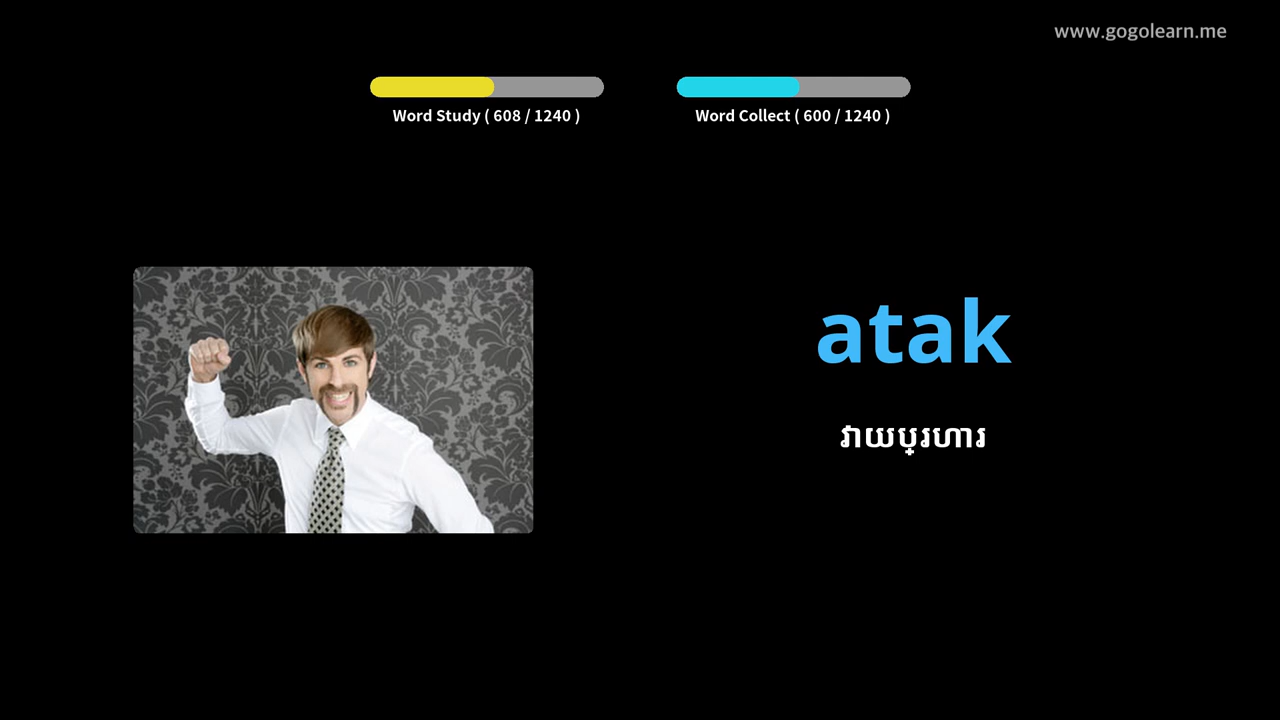 www.gogolearn.me
Word Study ( 608 / 1240 )
Word Collect ( 600 / 1240 )
atak
វាយប្រហារ